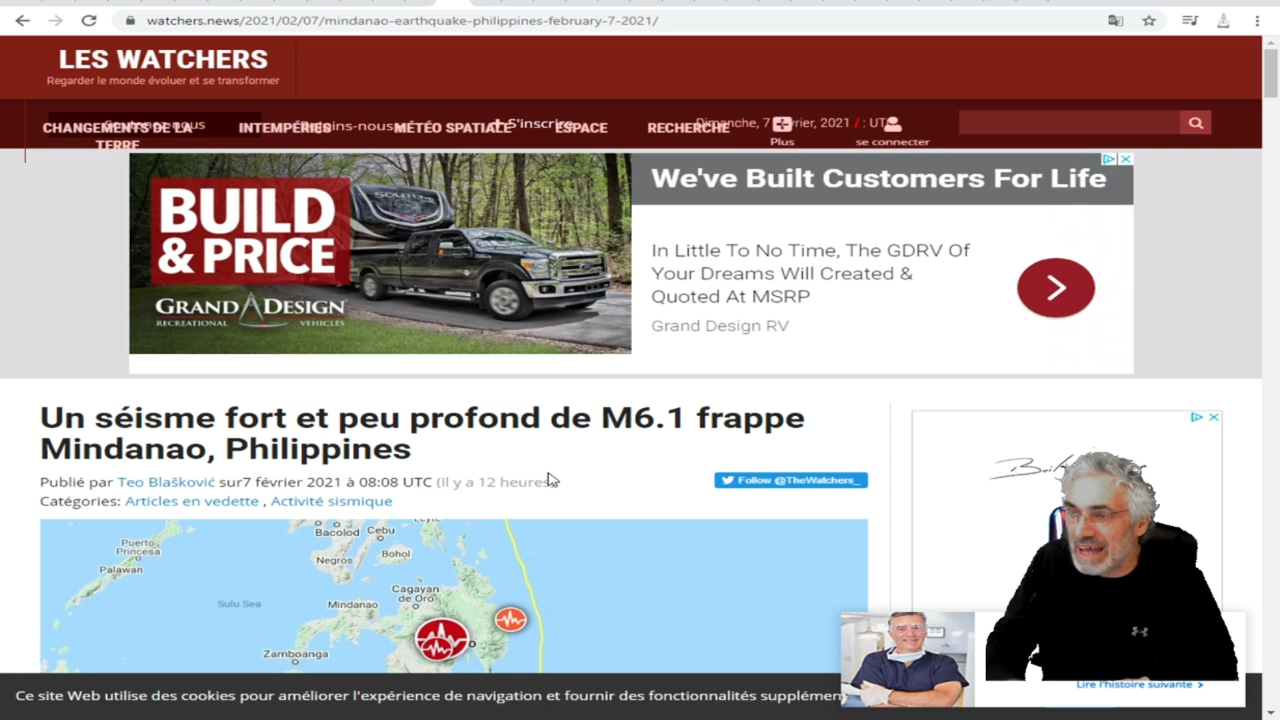 watchers.news/2021/02/07/mindanao-earthquake-philippines-february-7-2021/
LES WATCHERS
Regarder le monde évoluer et se transformer
CHANGEMENTS DE LA TERRE
INTEMPÉRIES
MÉTÉO SPATIALE
S'inscrire
ESPACE
RECHERCHE
Plus
se connecter
BUILD
& PRICE
GRAND DESIGN
RECREATIONAL VEHICLES
We've Built Customers For Life
In Little To No Time, The GDRV Of
Your Dreams Will Created &
Quoted At MSRP
Grand Design RV
Un séisme fort et peu profond de M6.1 frappe
Mindanao, Philippines
Publié par Teo Blašković sur7 février 2021 à 08:08 UTC (Il y a 12 heures
Follow @TheWatchers_
Catégories: Articles en vedette , Activité sismique
Leyte
Bacolod
Cebu
Puerto
Princesa
Bohol
Negros
Palawan
Cagayan
de Oro
Sulu Sea
Mindanao
Zamboanga
Ce site Web utilise des cookies pour améliorer l'expérience de navigation et fournir des fonctionnalités supplémen
Lire l'histoire suivante >